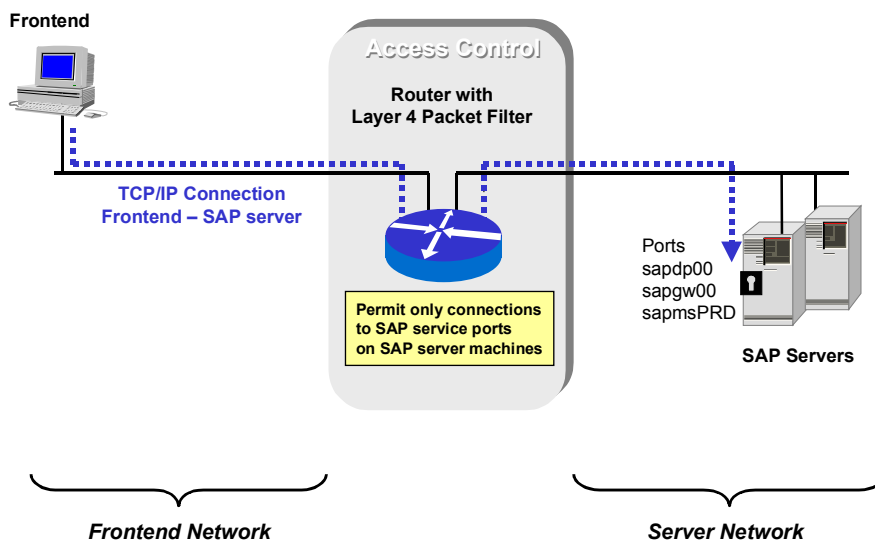 Frontend
Access Control
Router with
Layer 4 Packet Filter
TCP/IP Connection
Frontend – SAP server
Permit only connections
to SAP service ports
on SAP server machines
Ports
sapdp00
sapgw00
sapmsPRD
SAP Servers
Frontend Network
Server Network